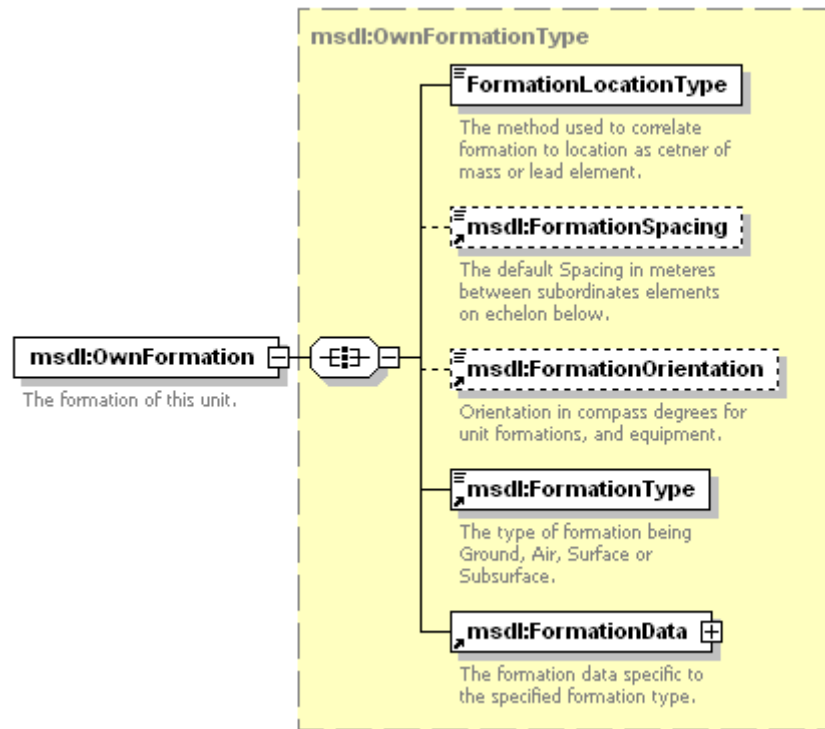 msdl:OwnFormationType
FormationLocationType
The method used to correlate
formation to location as cetner of
mass or lead element.
msdl:FormationSpacing
The default Spacing in meteres
between subordinates elements
on echelon below.
msdl:OwnFormation
The formation of this unit.
msdl:FormationOrientation
Orientation in compass degrees for
unit formations, and equipment.
msdl:FormationType
The type of formation being
Ground, Air, Surface or
Subsurface.
msdl:FormationData
The formation data specific to
the specified formation type.